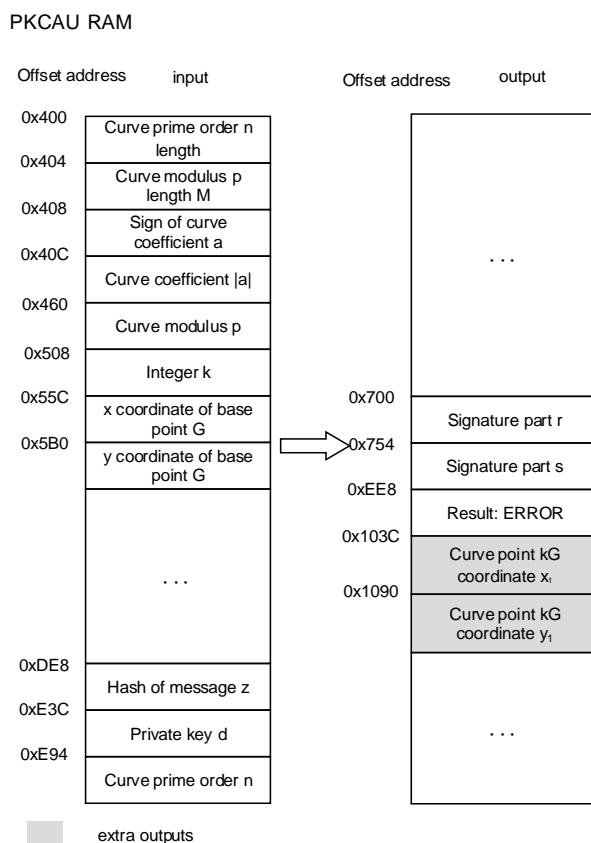 PKCAU RAM
Offset address
input
0x400
Curve prime order n
length
0x404
Curve modulus p
length M
0x408
Sign of curve
coefficient a
0x40C
Curve coefficient |a|
0x460
Curve modulus p
0x508
Integer k
0x55C
x coordinate of base
point G
0x5B0
y coordinate of base
point G
. . .
0xDE8
Hash of message z
0xE3C
Private key d
0xE94
Curve prime order n
Offset address
output
. . .
0x700
Signature part r
0x754
Signature part s
0xEE8
Result: ERROR
0x103C
Curve point kG
coordinate x₁
0x1090
Curve point kG
coordinate y₁
. . .
extra outputs